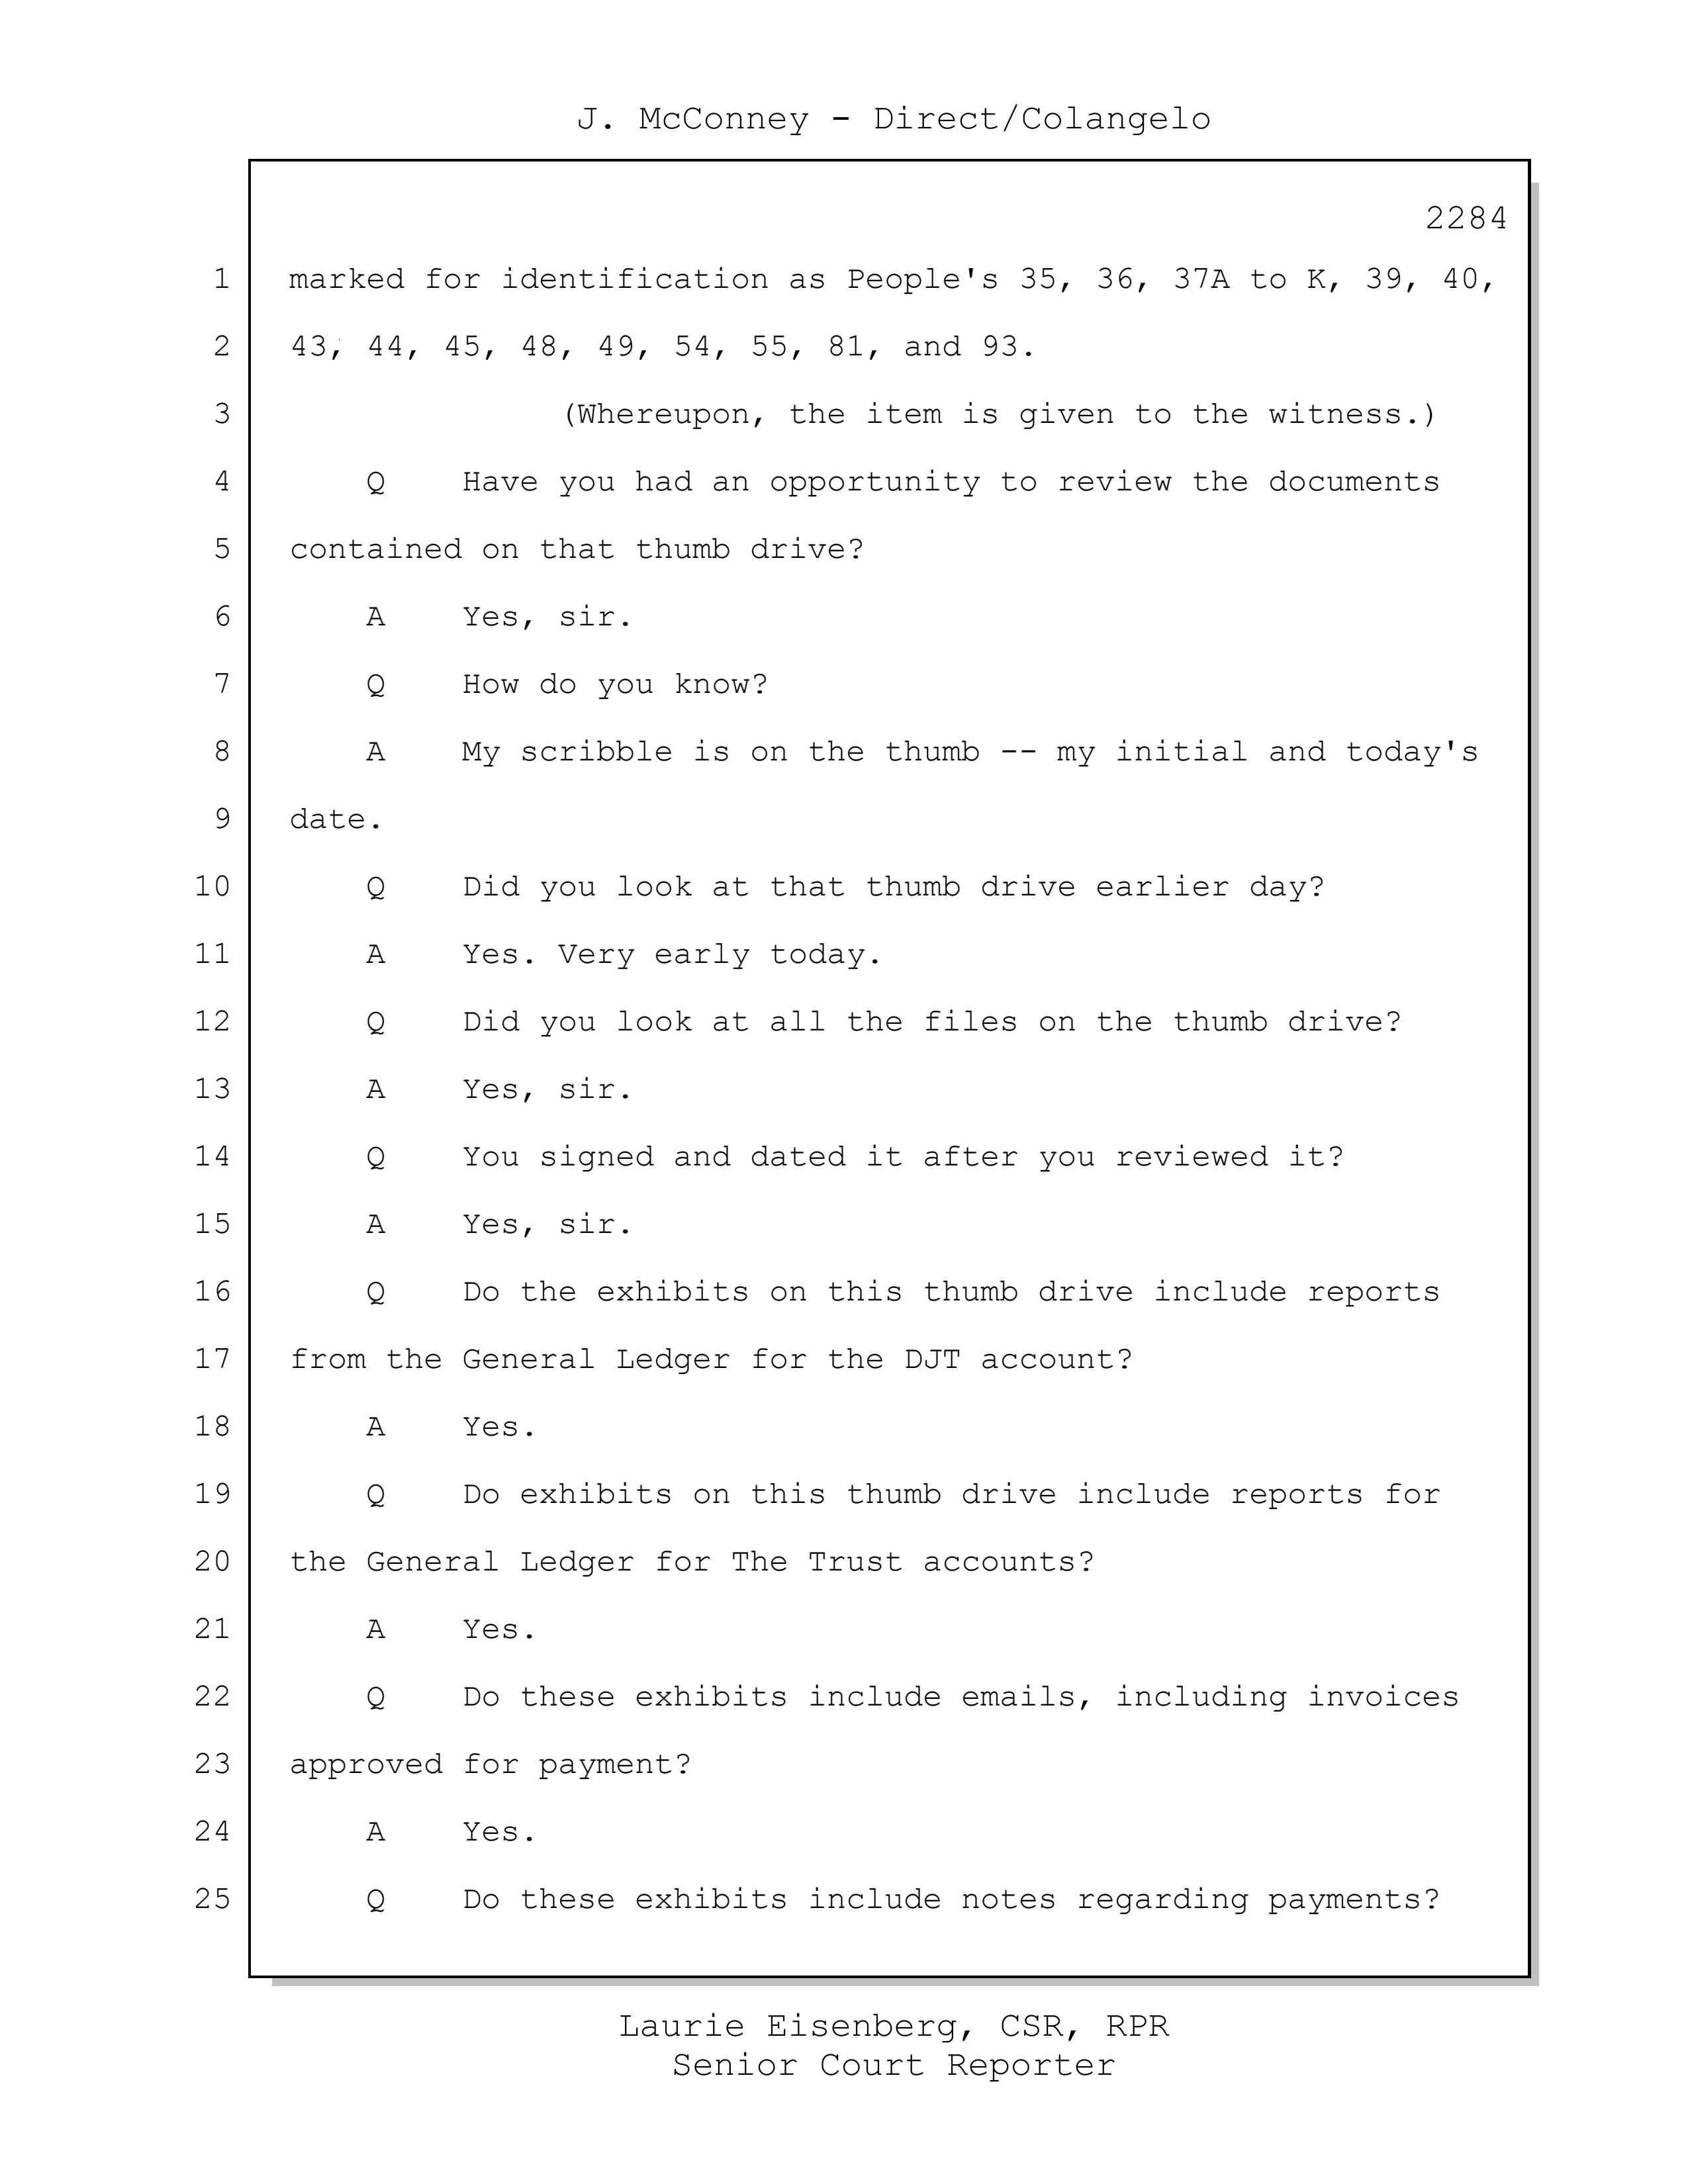 J. McConney - Direct/Colangelo
2284
1 marked for identification as People's 35, 36, 37A to K, 39, 40,
2 43, 44, 45, 48, 49, 54, 55, 81, and 93.
3 (Whereupon, the item is given to the witness.)
4 Q Have you had an opportunity to review the documents
5 contained on that thumb drive?
6 A Yes, sir.
7 Q How do you know?
8 A My scribble is on the thumb -- my initial and today's
9 date.
10 Q Did you look at that thumb drive earlier day?
11 A Yes. Very early today.
12 Q Did you look at all the files on the thumb drive?
13 A Yes, sir.
14 Q You signed and dated it after you reviewed it?
15 A Yes, sir.
16 Q Do the exhibits on this thumb drive include reports
17 from the General Ledger for the DJT account?
18 A Yes.
19 Q Do exhibits on this thumb drive include reports for
20 the General Ledger for The Trust accounts?
21 A Yes.
22 Q Do these exhibits include emails, including invoices
23 approved for payment?
24 A Yes.
25 Q Do these exhibits include notes regarding payments?
Laurie Eisenberg, CSR, RPR
Senior Court Reporter